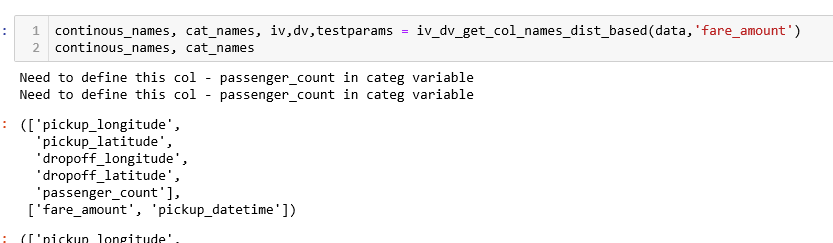 1 continous_names, cat_names, iv,dv,testparams = iv_dv_get_col_names_dist_based(data,'fare_amount')
2 continous_names, cat_names
Need to define this col - passenger_count in categ variable
Need to define this col - passenger_count in categ variable
(['pickup_longitude',
'pickup_latitude',
'dropoff_longitude',
'dropoff_latitude',
'passenger_count'],
['fare_amount', 'pickup_datetime'])
(['pickup_longitude',